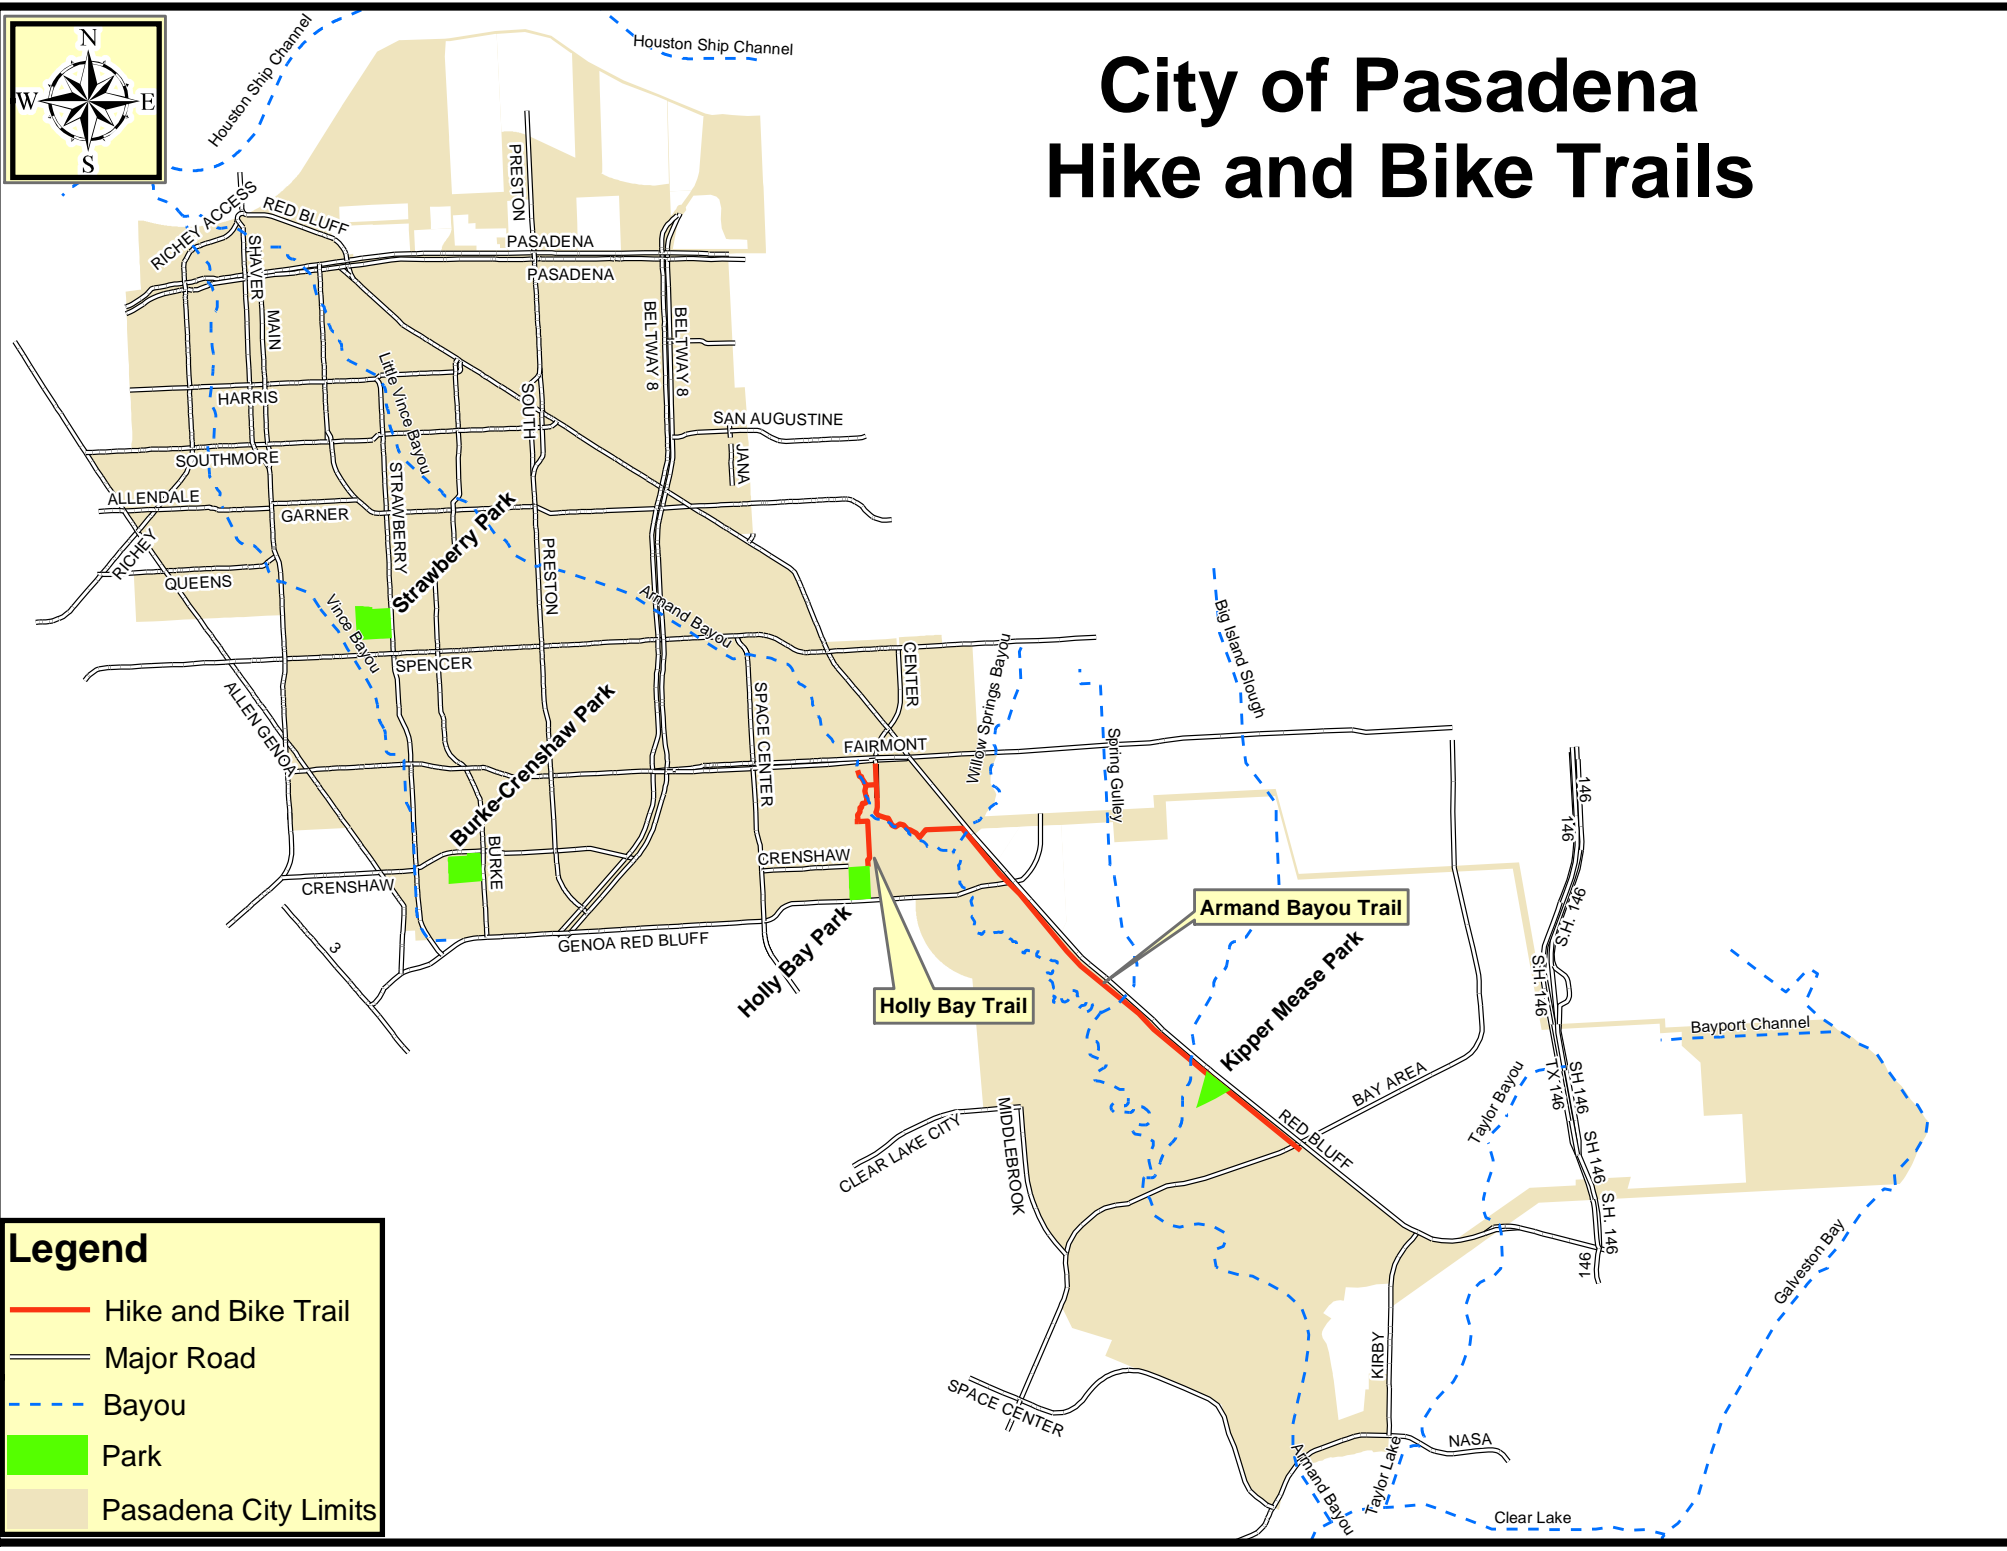 City of Pasadena
Hike and Bike Trails
N
W
E
S
Houston Ship Channel
Houston Ship Channel
RICHEY ACCESS
RED BLUFF
PRESTON
PASADENA
PASADENA
SHAVER
MAIN
BELTWAY 8
BELTWAY 8
HARRIS
Little Vince Bayou
SOUTH
SAN AUGUSTINE
JANA
SOUTHMORE
ALLENDALE
GARNER
STRAWBERRY
Strawberry Park
RICHEY
QUEENS
PRESTON
Vince Bayou
Armand Bayou
SPENCER
CENTER
Willow Springs Bayou
Big Island Slough
ALLEN GENOA
Burke-Crenshaw Park
SPACE CENTER
FAIRMONT
Spring Gulley
146
146
CRENSHAW
BURKE
CRENSHAW
Armand Bayou Trail
S.H. 146
S.H. 146
3
GENOA RED BLUFF
Holly Bay Park
Holly Bay Trail
Kipper Mease Park
Bayport Channel
BAY AREA
Taylor Bayou
TX 146
SH 146
SH 146
S.H. 146
146
CLEAR LAKE CITY
MIDDLEBROOK
RED BLUFF
Galveston Bay
KIRBY
SPACE CENTER
NASA
Armand Bayou
Taylor Lake
Clear Lake
Legend
Hike and Bike Trail
Major Road
Bayou
Park
Pasadena City Limits